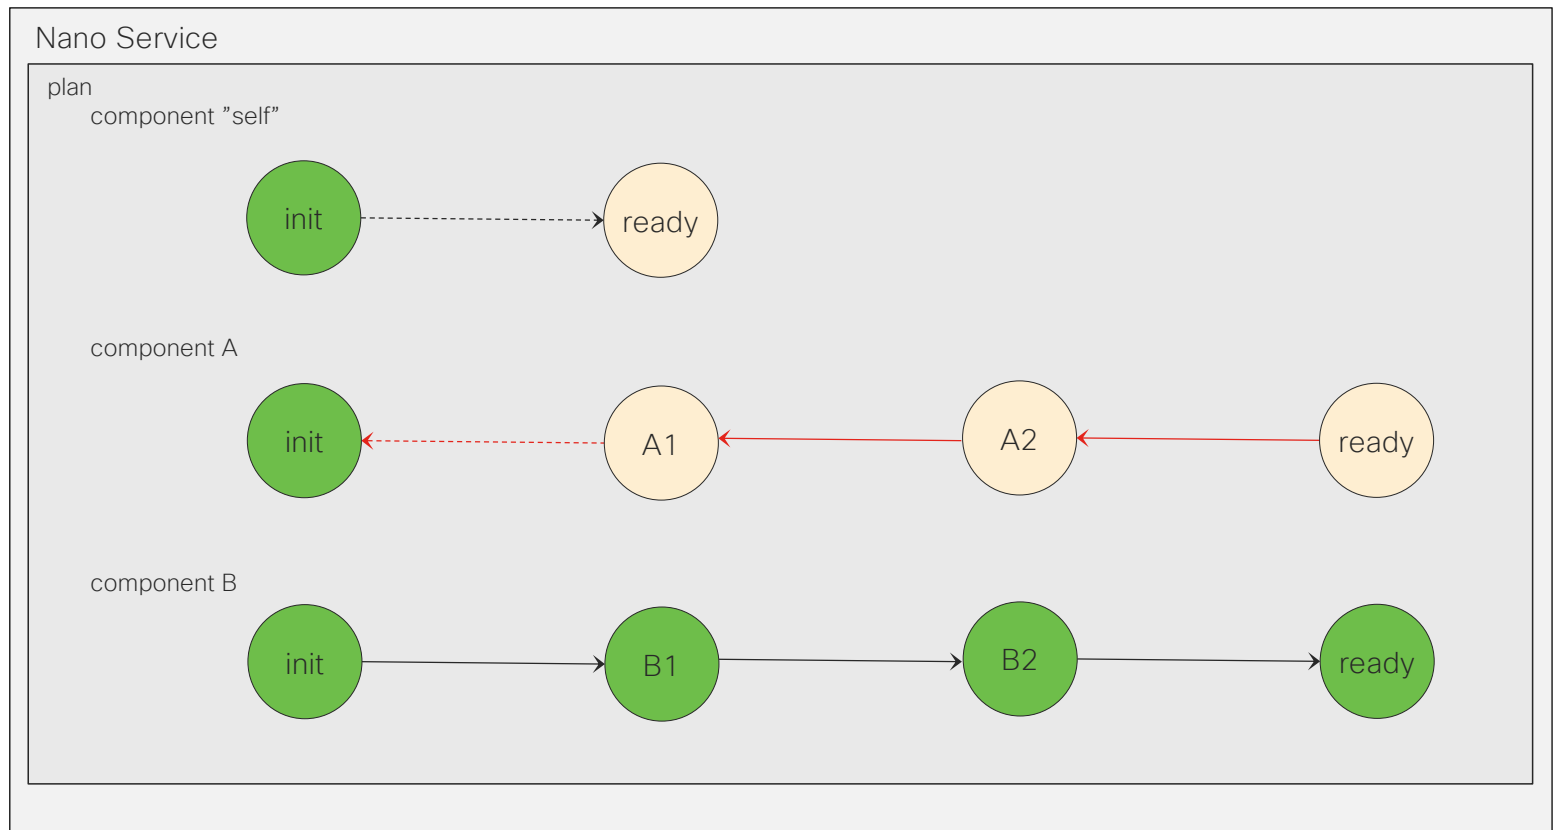 Nano Service
plan
component ”self”
init
ready
component A
init
A1
A2
ready
component B
init
B1
B2
ready